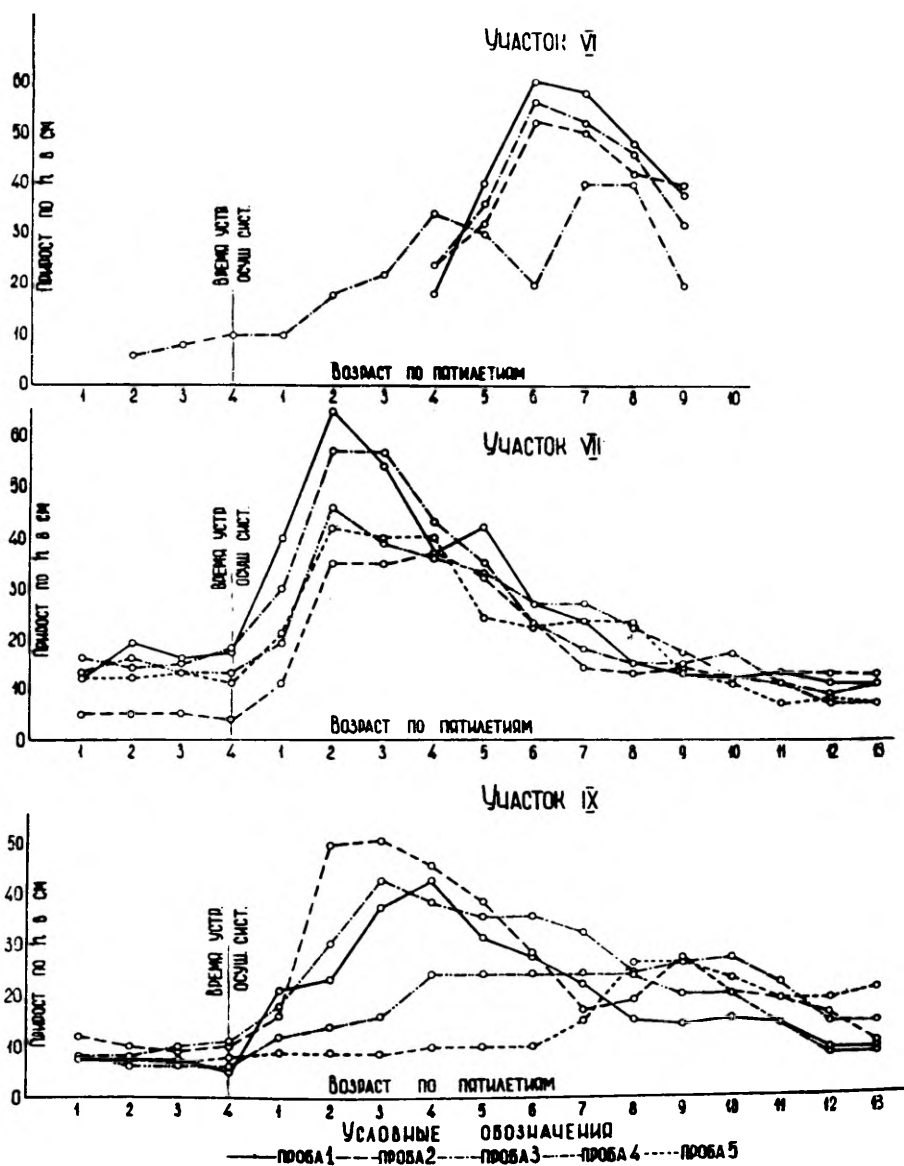 УЧАСТОК VI
ПРИРОСТ ПО h В СМ
60
50
40
30
20
10
0
ВРЕМЯ УСТР
ОСУШ СИСТ.
ВОЗРАСТ ПО ПЯТИЛЕТИЯМ
1 2 3 4 1 2 3 4 5 6 7 8 9 10
УЧАСТОК VII
ПРИРОСТ ПО h В СМ
60
50
40
30
20
10
0
ВРЕМЯ УСТР
ОСУШ СИСТ.
ВОЗРАСТ ПО ПЯТИЛЕТИЯМ
1 2 3 4 1 2 3 4 5 6 7 8 9 10 11 12 13
УЧАСТОК IX
ПРИРОСТ ПО h В СМ
50
40
30
20
10
0
ВРЕМЯ УСТР.
ОСУШ СИСТ.
ВОЗРАСТ ПО ПЯТИЛЕТИЯМ
1 2 3 4 1 2 3 4 5 6 7 8 9 10 11 12 13
УСЛОВНЫЕ ОБОЗНАЧЕНИЯ
ПРОБА 1 ПРОБА 2 ПРОБА 3 ПРОБА 4 ПРОБА 5